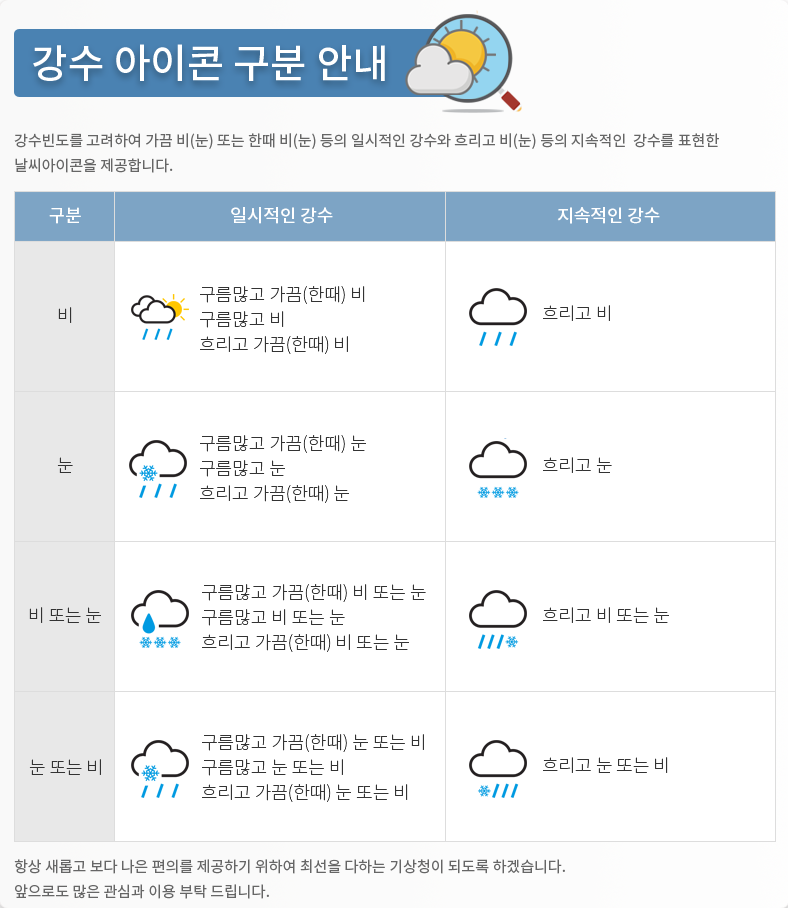 강수 아이콘 구분 안내
강수빈도를 고려하여 가끔 비(눈) 또는 한때 비(눈) 등의 일시적인 강수와 흐리고 비(눈) 등의 지속적인 강수를 표현한
날씨아이콘을 제공합니다.
구분
일시적인 강수
지속적인 강수
비
구름많고 가끔(한때) 비
구름많고 비
흐리고 가끔(한때) 비
흐리고 비
눈
구름많고 가끔(한때) 눈
구름많고 눈
흐리고 가끔(한때) 눈
흐리고 눈
비 또는 눈
구름많고 가끔(한때) 비 또는 눈
구름많고 비 또는 눈
흐리고 가끔(한때) 비 또는 눈
흐리고 비 또는 눈
눈 또는 비
구름많고 가끔(한때) 눈 또는 비
구름많고 눈 또는 비
흐리고 가끔(한때) 눈 또는 비
흐리고 눈 또는 비
항상 새롭고 보다 나은 편의를 제공하기 위하여 최선을 다하는 기상청이 되도록 하겠습니다.
앞으로도 많은 관심과 이용 부탁 드립니다.